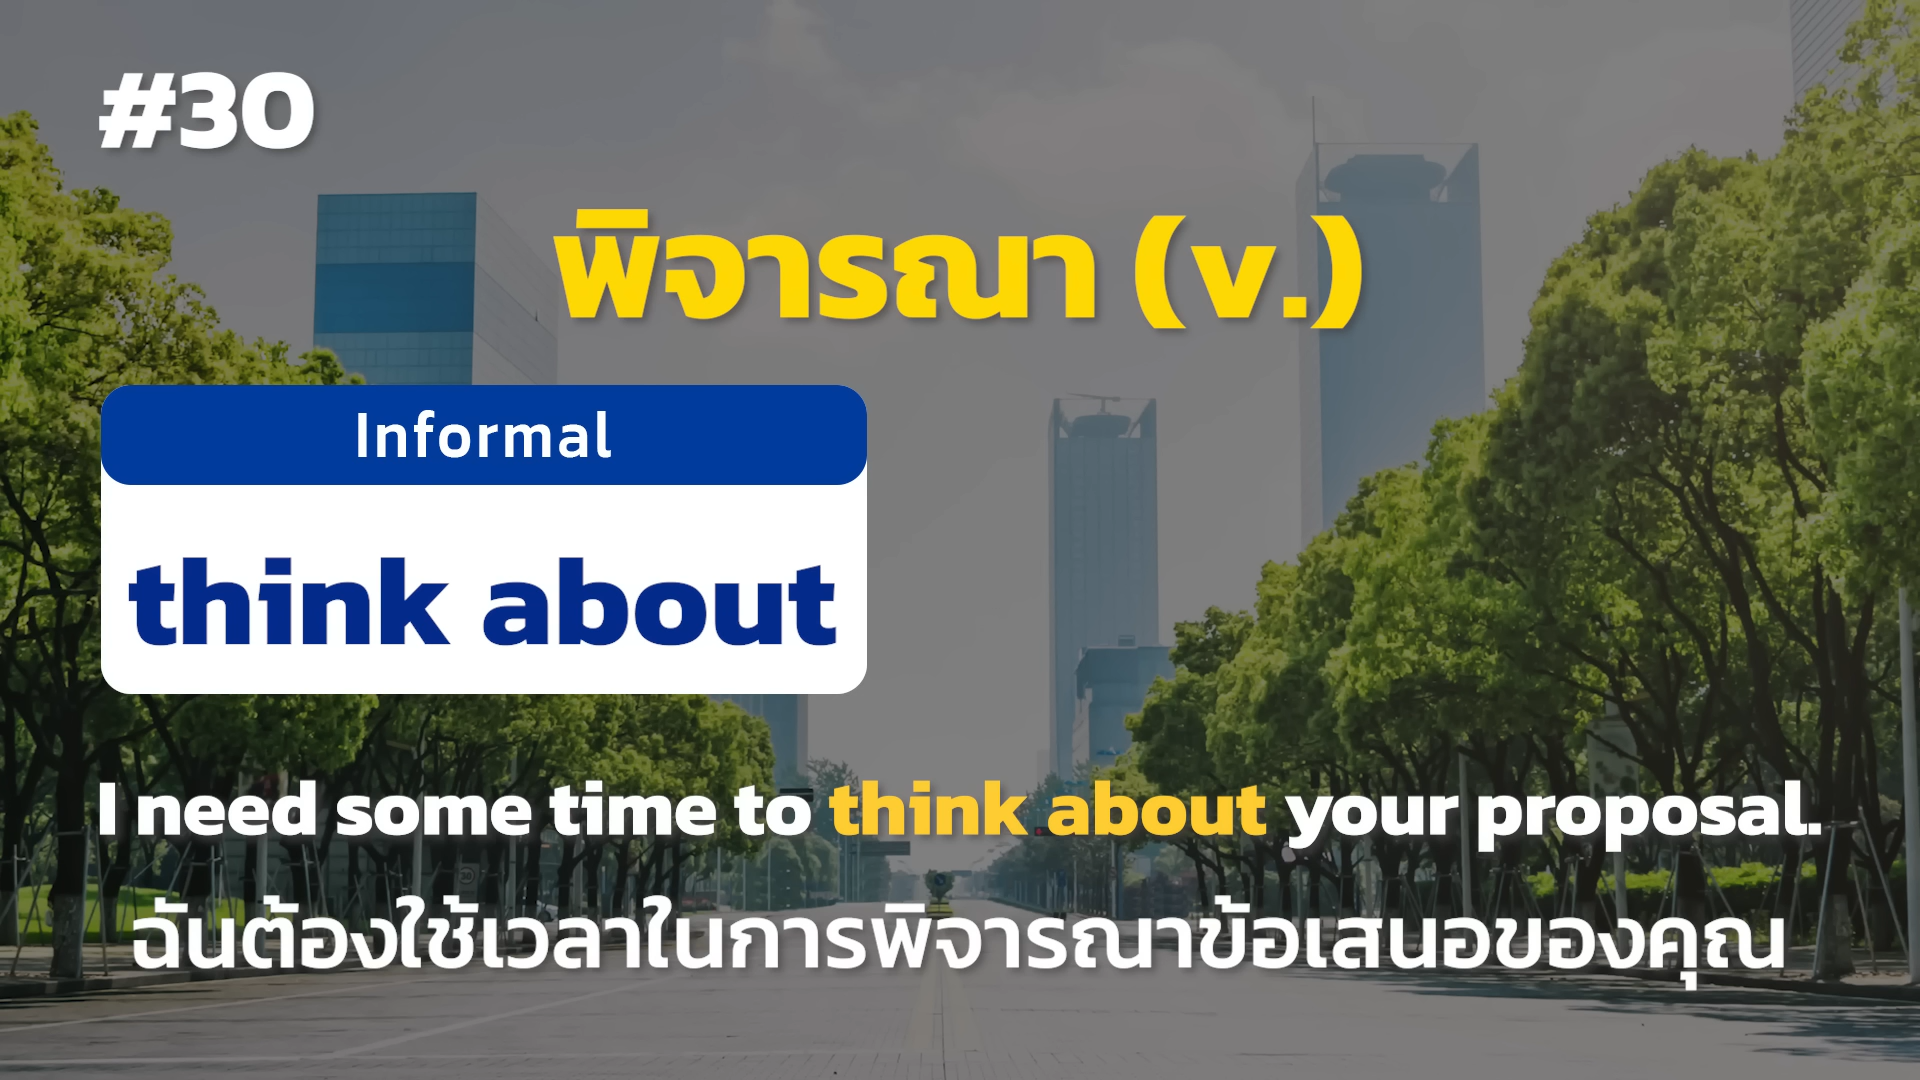 #30
พิจารณา (v.)
Informal
think about
I need some time to think about your proposal.
ฉันต้องใช้เวลาในการพิจารณาข้อเสนอของคุณ